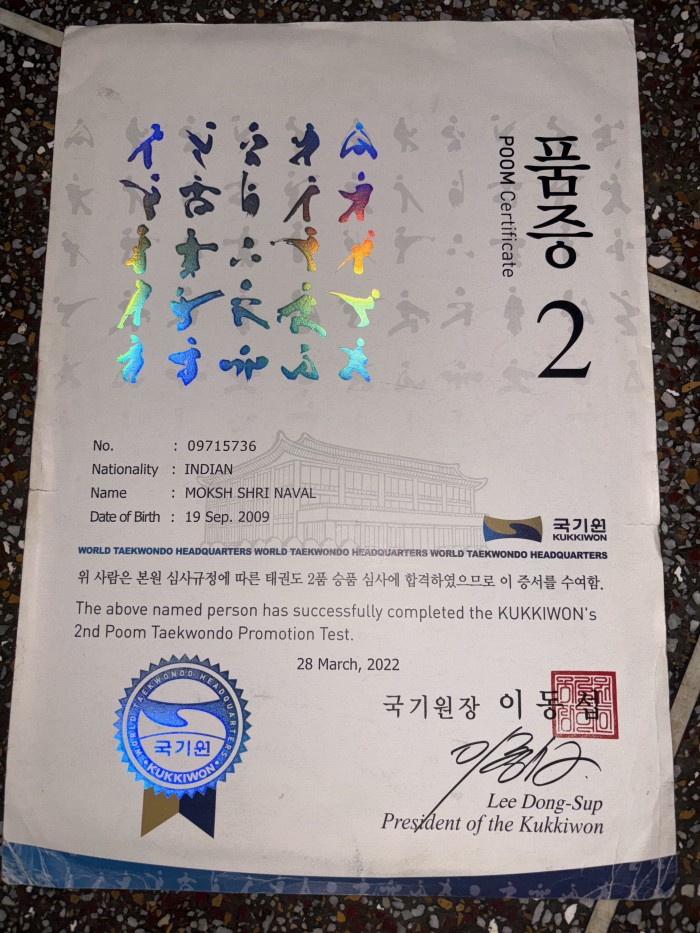 품증
POOM Certificate
2
No. : 09715736
Nationality : INDIAN
Name : MOKSH SHRI NAVAL
Date of Birth : 19 Sep. 2009
국기원
KUKKIWON
WORLD TAEKWONDO HEADQUARTERS WORLD TAEKWONDO HEADQUARTERS WORLD TAEKWONDO HEADQUARTERS
위 사람은 본원 심사규정에 따른 태권도 2품 승품 심사에 합격하였으므로 이 증서를 수여함.
The above named person has successfully completed the KUKKIWON's
2nd Poom Taekwondo Promotion Test.
28 March, 2022
WORLD TAEKWONDO HEADQUARTERS
국기원
KUKKIWON
국기원장 이동섭
Lee Dong-Sup
President of the Kukkiwon